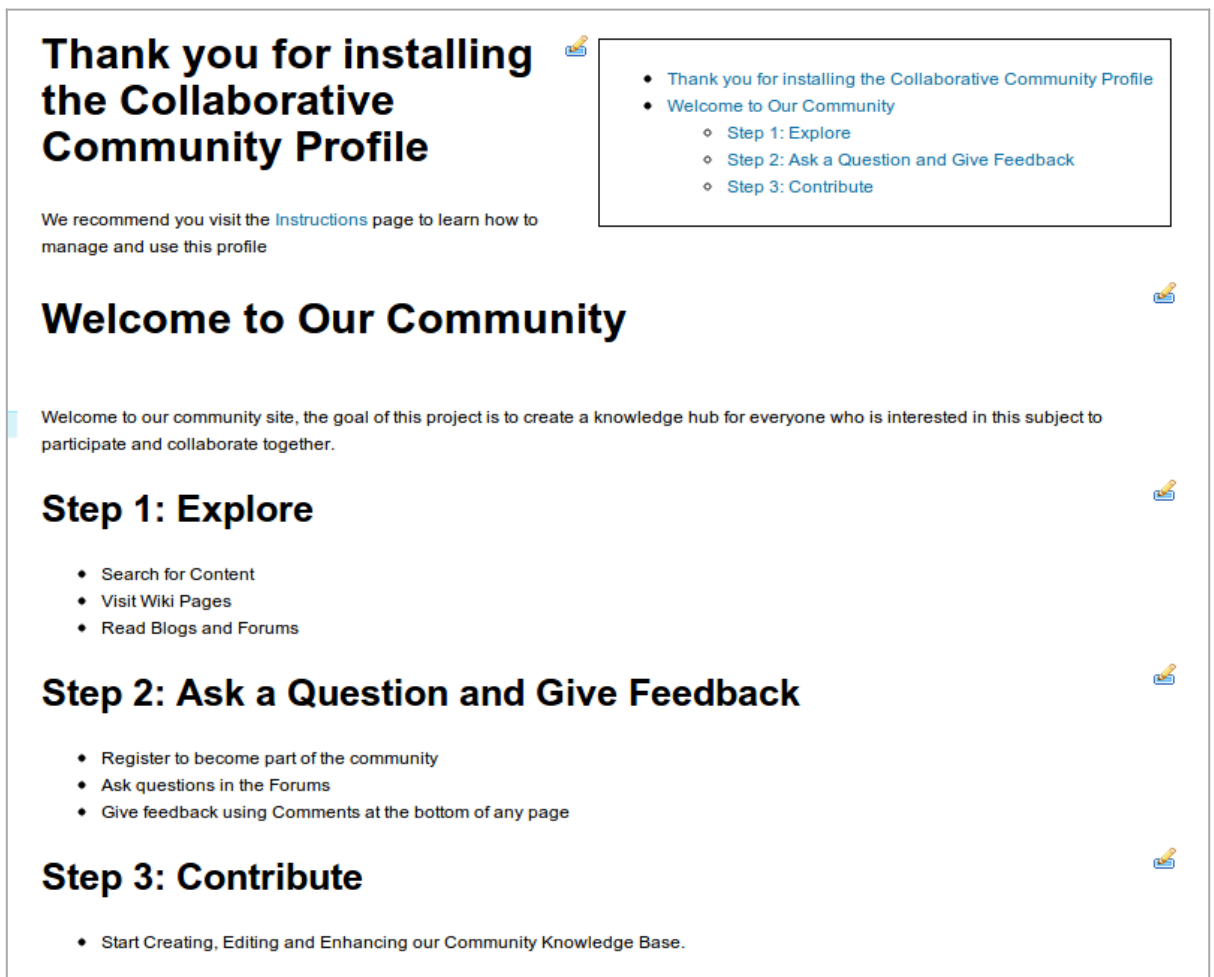 Thank you for installing
the Collaborative
Community Profile
Thank you for installing the Collaborative Community Profile
Welcome to Our Community
Step 1: Explore
Step 2: Ask a Question and Give Feedback
Step 3: Contribute
We recommend you visit the Instructions page to learn how to
manage and use this profile
Welcome to Our Community
Welcome to our community site, the goal of this project is to create a knowledge hub for everyone who is interested in this subject to
participate and collaborate together.
Step 1: Explore
Search for Content
Visit Wiki Pages
Read Blogs and Forums
Step 2: Ask a Question and Give Feedback
Register to become part of the community
Ask questions in the Forums
Give feedback using Comments at the bottom of any page
Step 3: Contribute
Start Creating, Editing and Enhancing our Community Knowledge Base.